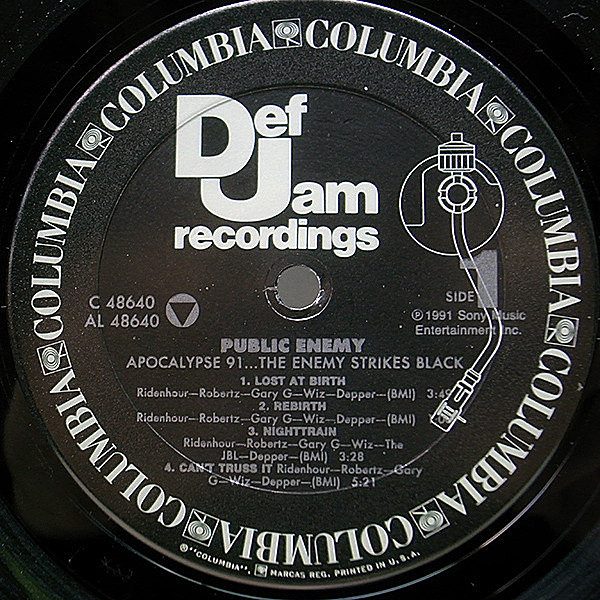 COLUMBIA COLUMBIA COLUMBIA COLUMBIA COLUMBIA COLUMBIA COLUMBIA COLUMBIA
Def
Jam
recordings
C 48640
AL 48640
SIDE 1
℗ 1991 Sony Music
Entertainment Inc.
PUBLIC ENEMY
APOCALYPSE 91...THE ENEMY STRIKES BLACK
1. LOST AT BIRTH
Ridenhour—Robertz—Gary G—Wiz—Depper—(BMI) 3:49
2. REBIRTH
Ridenhour—Robertz—Gary G—Wiz—Depper—(BMI)
3. NIGHTTRAIN
Ridenhour—Robertz—Gary G—Wiz—The
JBL—Depper—(BMI) 3:28
4. CAN'T TRUSS IT Ridenhour—Robertz—Gary
G—Wiz—Depper—(BMI) 5:21
®"COLUMBIA", MARCAS REG. PRINTED IN U.S.A.